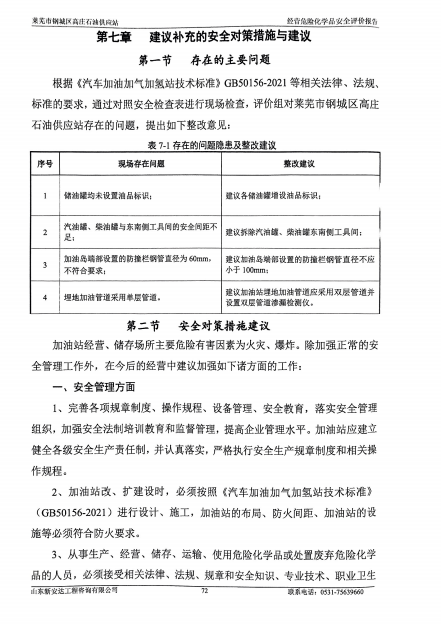 莱芜市钢城区高庄石油供应站 经营危险化学品安全评价报告
第七章 建议补充的安全对策措施与建议
第一节 存在的主要问题
根据《汽车加油加气加氢站技术标准》GB50156-2021 等相关法律、法规、
标准的要求，通过对照安全检查表进行现场检查，评价组对莱芜市钢城区高庄
石油供应站存在的问题，提出如下整改意见：
表 7-1 存在的问题隐患及整改建议
序号 现场存在问题 整改建议
1 储油罐均未设置油品标识； 建议各储油罐增设油品标识；
2 汽油罐、柴油罐与东南侧工具间的安全间距不
足； 建议拆除汽油罐、柴油罐东南侧工具间；
3 加油岛端部设置的防撞栏钢管直径为 60mm，
不符合要求； 建议加油岛端部设置的防撞栏钢管直径不应
小于 100mm；
4 埋地加油管道采用单层管道。 建议加油站埋地加油管道应采用双层管道并
设置双层管道渗漏检测仪。
第二节 安全对策措施建议
加油站经营、储存场所主要危险有害因素为火灾、爆炸。除加强正常的安
全管理工作外，在今后的经营中建议加强如下诸方面的工作：
一、安全管理方面
1、完善各项规章制度、操作规程、设备管理、安全教育，落实安全管理
组织，加强安全法制培训教育和监督管理，提高企业管理水平。加油站应建立
健全各级安全生产责任制，并认真落实，严格执行安全生产规章制度和相关操
作规程。
2、加油站改、扩建设时，必须按照《汽车加油加气加氢站技术标准》
（GB50156-2021）进行设计、施工，加油站的布局、防火间距、加油站的设
施等必须符合防火要求。
3、从事生产、经营、储存、运输、使用危险化学品或处置废弃危险化学
品的人员，必须接受相关法律、法规、规章和安全知识、专业技术、职业卫生
山东新安达工程咨询有限公司 72 联系电话：0531-75639660